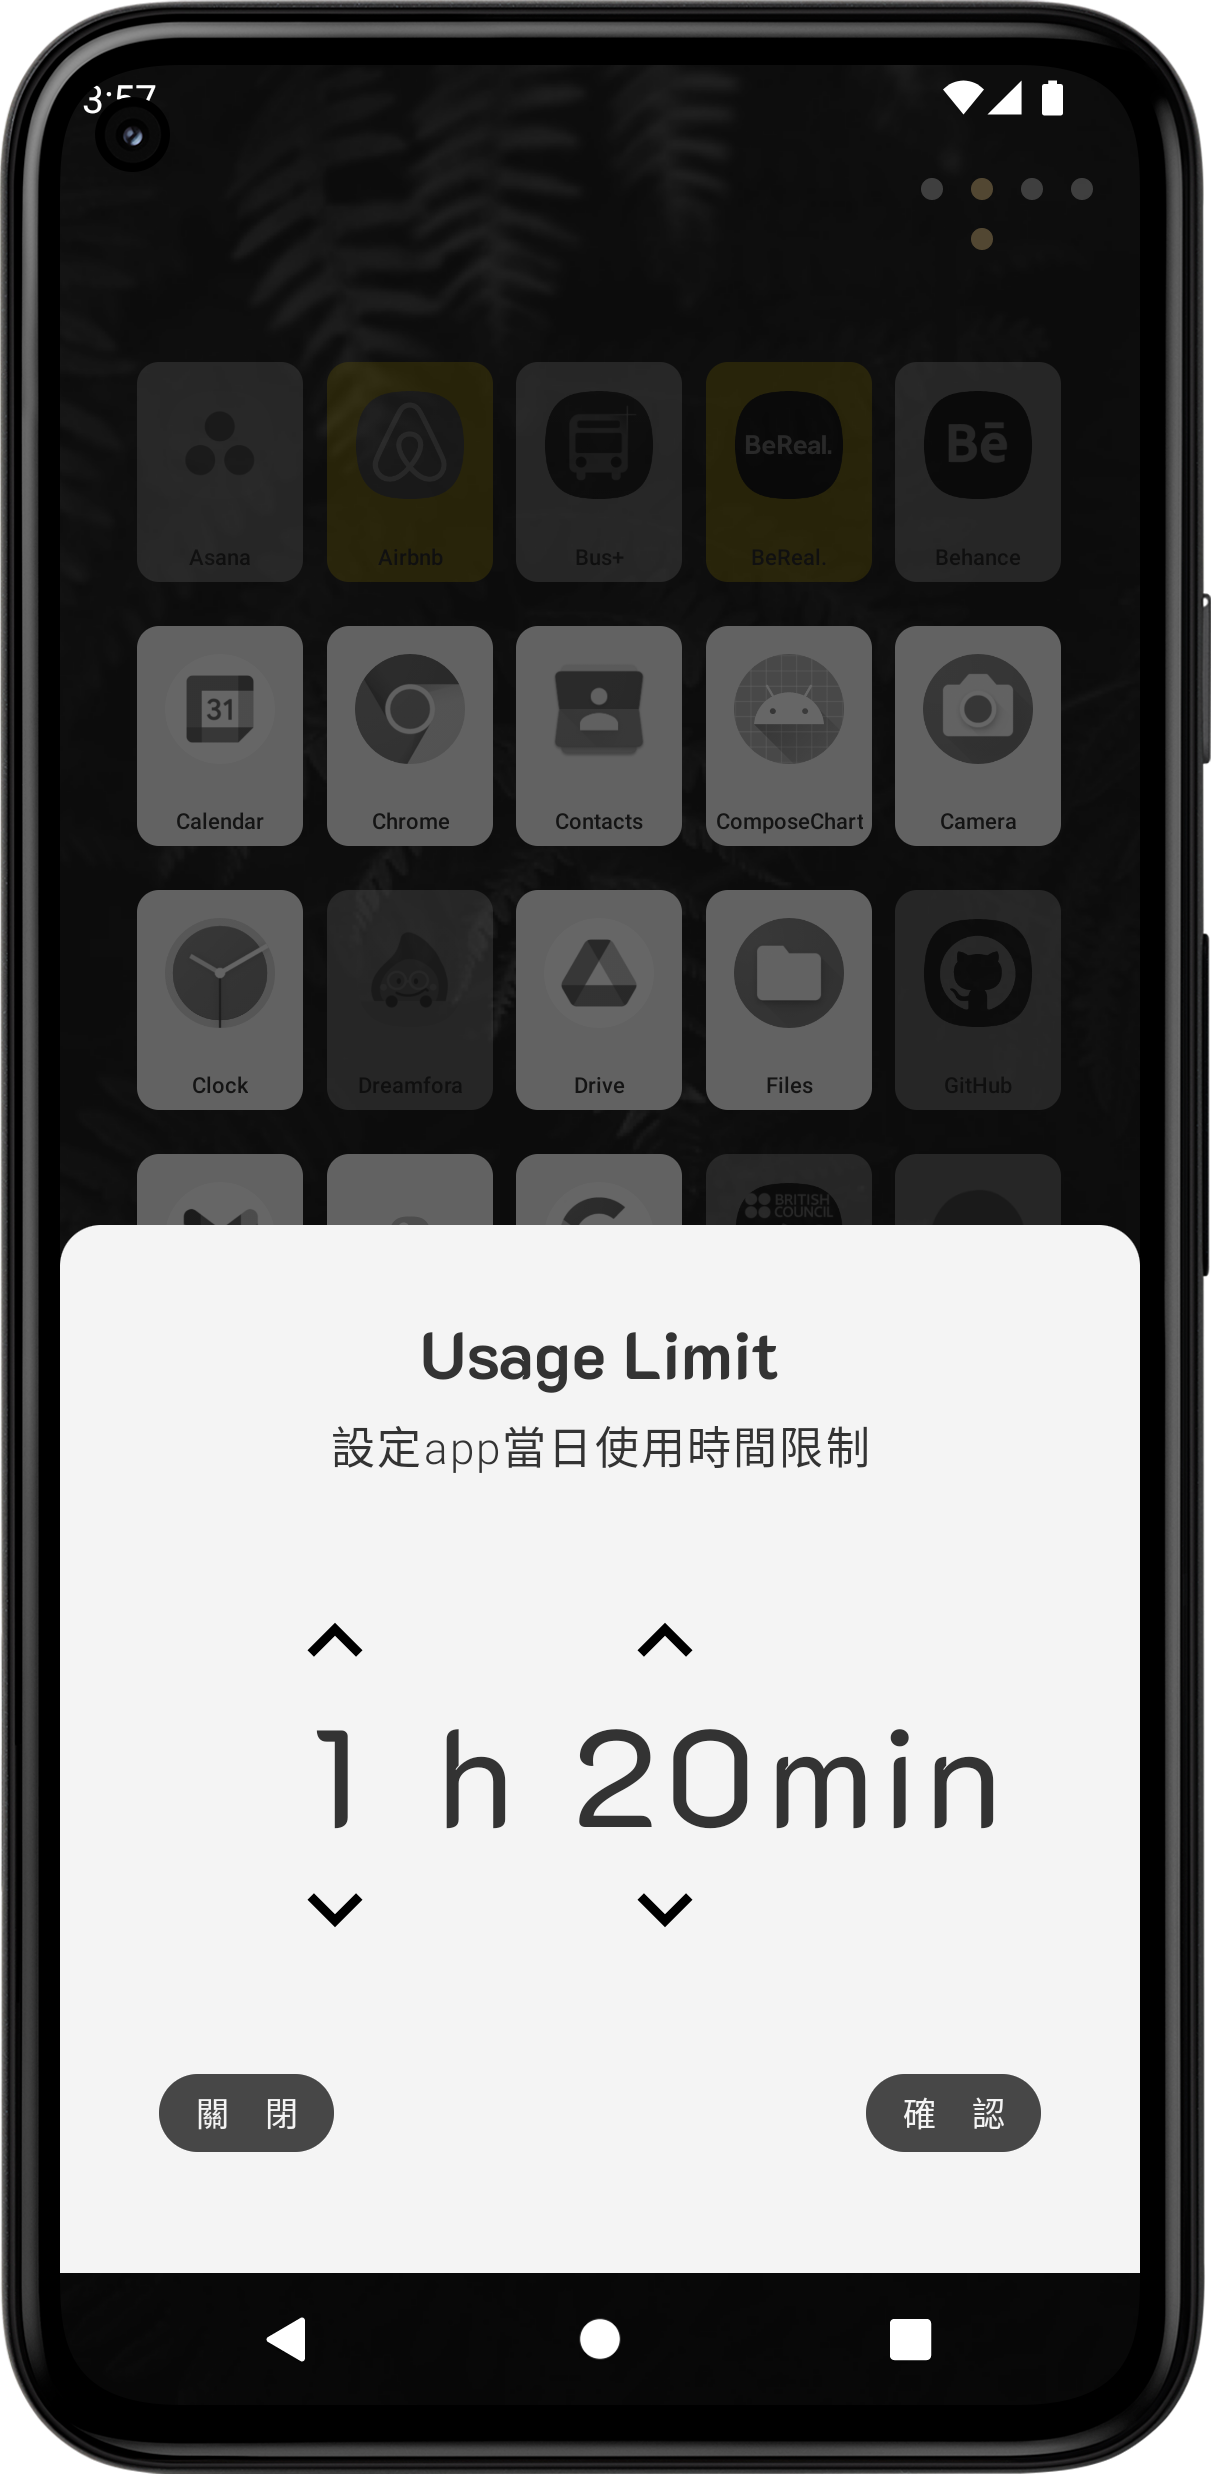 3:57
BeReal.
Bē
Asana Airbnb Bus+ BeReal. Behance
31
Calendar Chrome Contacts ComposeChart Camera
Clock Dreamfora Drive Files GitHub
BRITISH
COUNCIL
Usage Limit
設定app當日使用時間限制
1 h 20min
關 閉 確 認